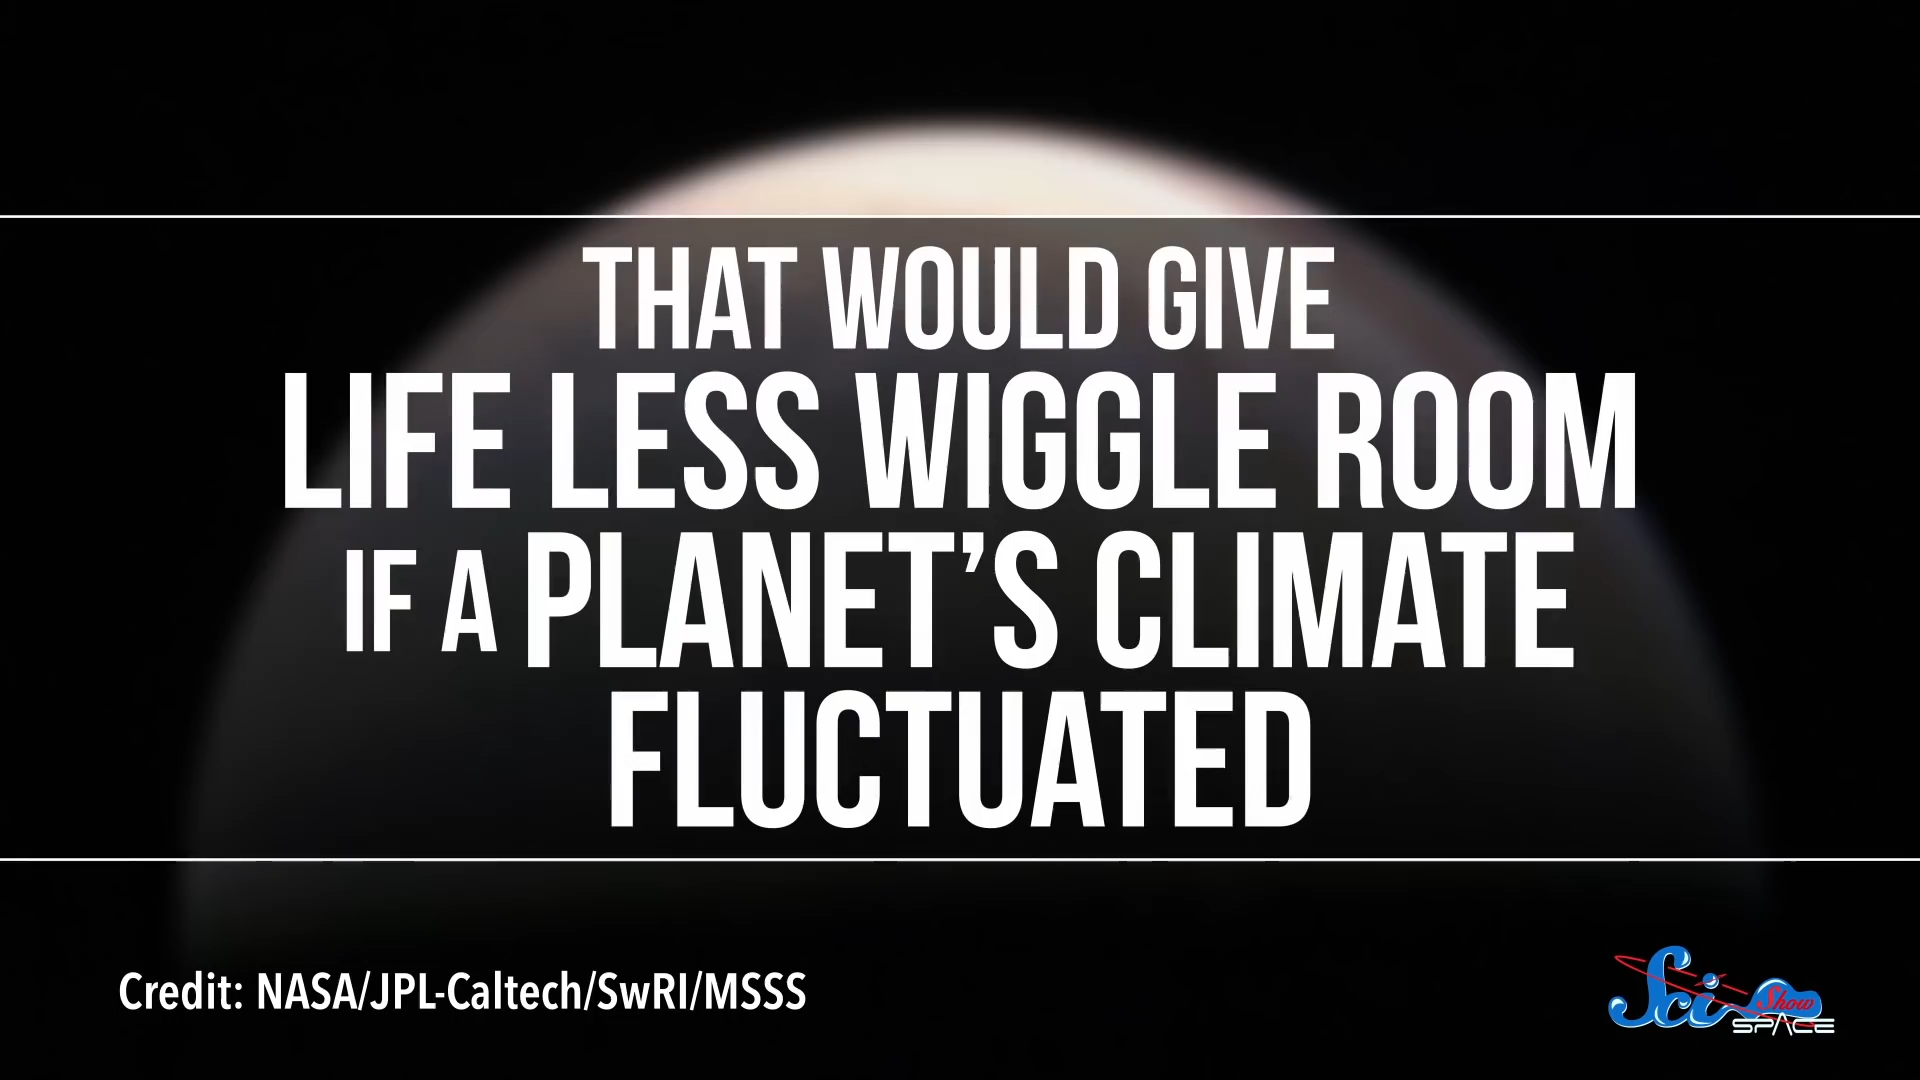 THAT WOULD GIVE
LIFE LESS WIGGLE ROOM
IF A PLANET’S CLIMATE
FLUCTUATED
Credit: NASA/JPL-Caltech/SwRI/MSSS
Sci Show
SPACE